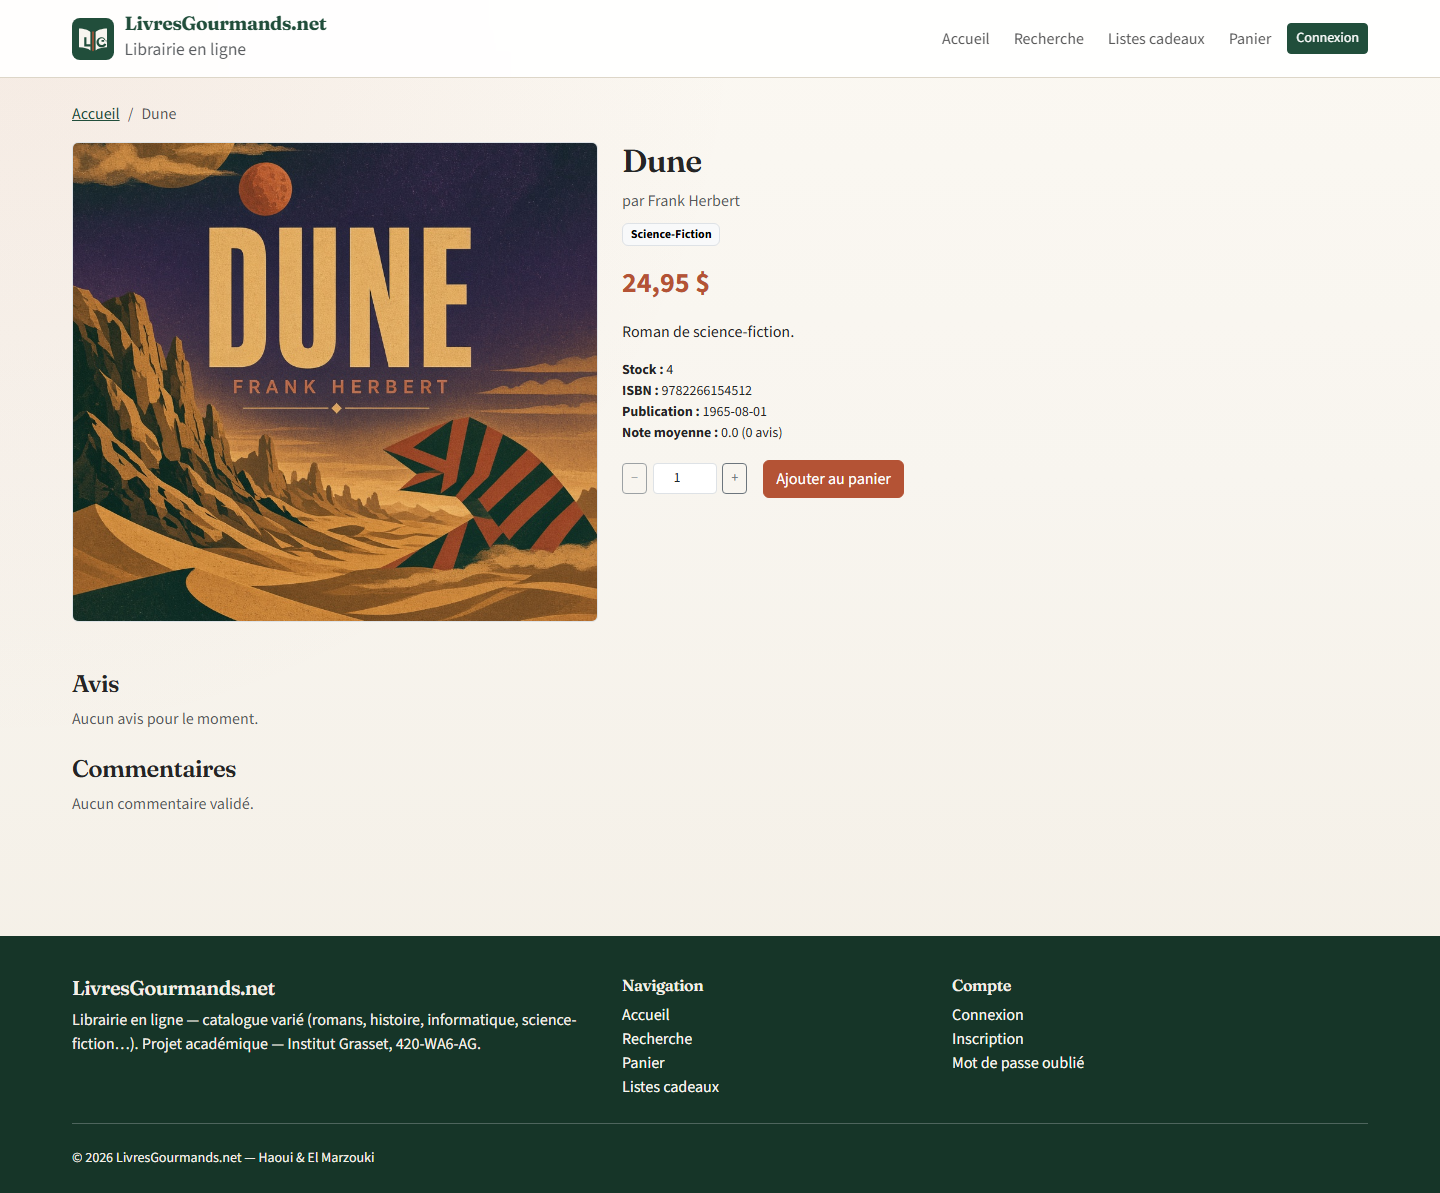 LivresGourmands.net
Librairie en ligne
LG
Accueil Recherche Listes cadeaux Panier Connexion
Accueil / Dune
DUNE
FRANK HERBERT
Dune
par Frank Herbert
Science-Fiction
24,95 $
Roman de science-fiction.
Stock : 4
ISBN : 9782266154512
Publication : 1965-08-01
Note moyenne : 0.0 (0 avis)
− 1 + Ajouter au panier
Avis
Aucun avis pour le moment.
Commentaires
Aucun commentaire validé.
LivresGourmands.net
Librairie en ligne — catalogue varié (romans, histoire, informatique, science-
fiction…). Projet académique — Institut Grasset, 420-WA6-AG.
Navigation
Accueil
Recherche
Panier
Listes cadeaux
Compte
Connexion
Inscription
Mot de passe oublié
© 2026 LivresGourmands.net — Haoui & El Marzouki